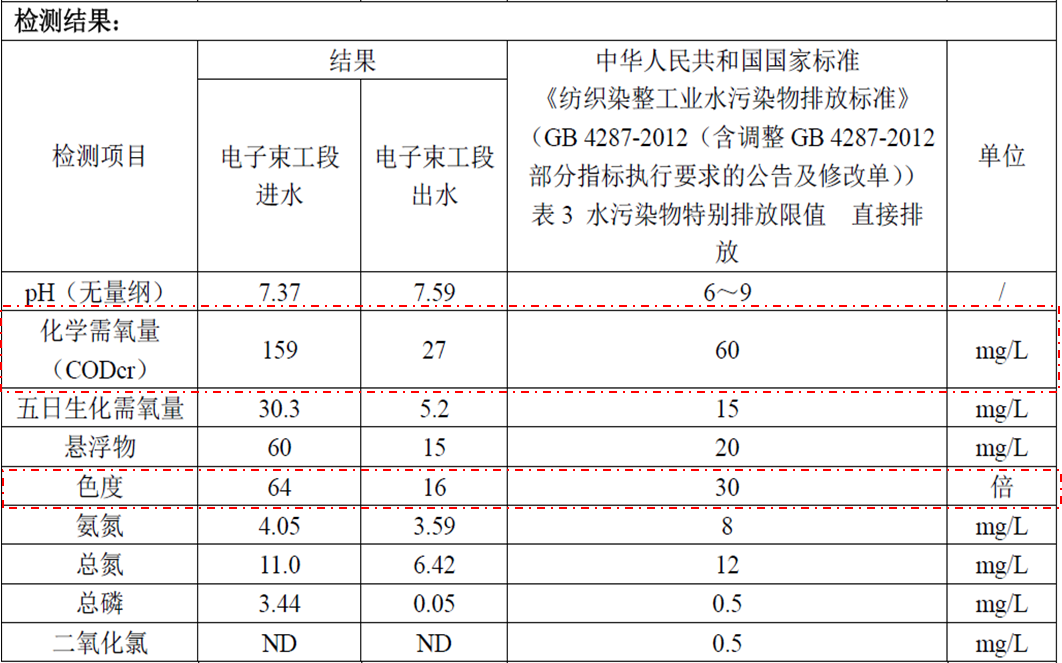 检测结果：
检测项目
结果
电子束工段
进水
电子束工段
出水
中华人民共和国国家标准
《纺织染整工业水污染物排放标准》
（GB 4287-2012（含调整 GB 4287-2012
部分指标执行要求的公告及修改单））
表 3 水污染物特别排放限值 直接排
放
单位
pH（无量纲） 7.37 7.59 6～9 /
化学需氧量
（CODcr） 159 27 60 mg/L
五日生化需氧量 30.3 5.2 15 mg/L
悬浮物 60 15 20 mg/L
色度 64 16 30 倍
氨氮 4.05 3.59 8 mg/L
总氮 11.0 6.42 12 mg/L
总磷 3.44 0.05 0.5 mg/L
二氧化氯 ND ND 0.5 mg/L